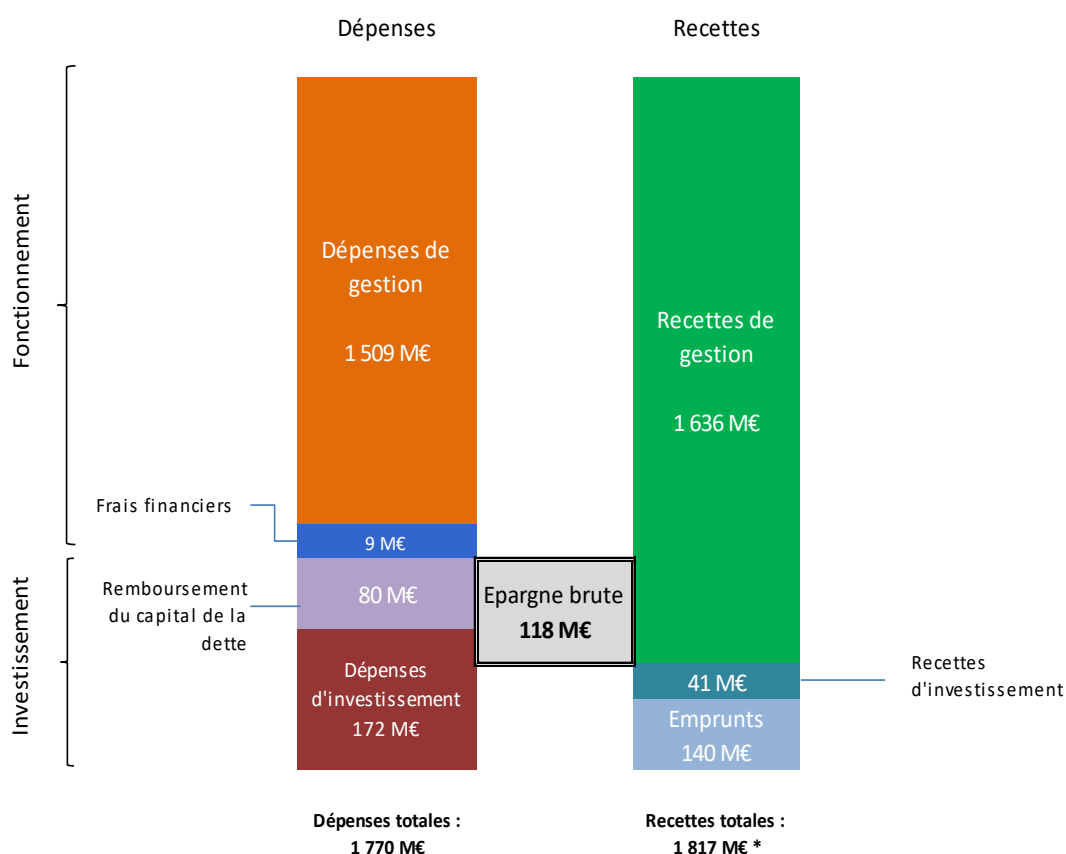 Dépenses
Recettes
Fonctionnement
Dépenses de
gestion
1 509 M€
Recettes de
gestion
1 636 M€
Frais financiers
9 M€
Investissement
Remboursement
du capital de la
dette
80 M€
Epargne brute
118 M€
Dépenses
d'investissement
172 M€
41 M€
Recettes
d'investissement
Emprunts
140 M€
Dépenses totales :
1 770 M€
Recettes totales :
1 817 M€ *